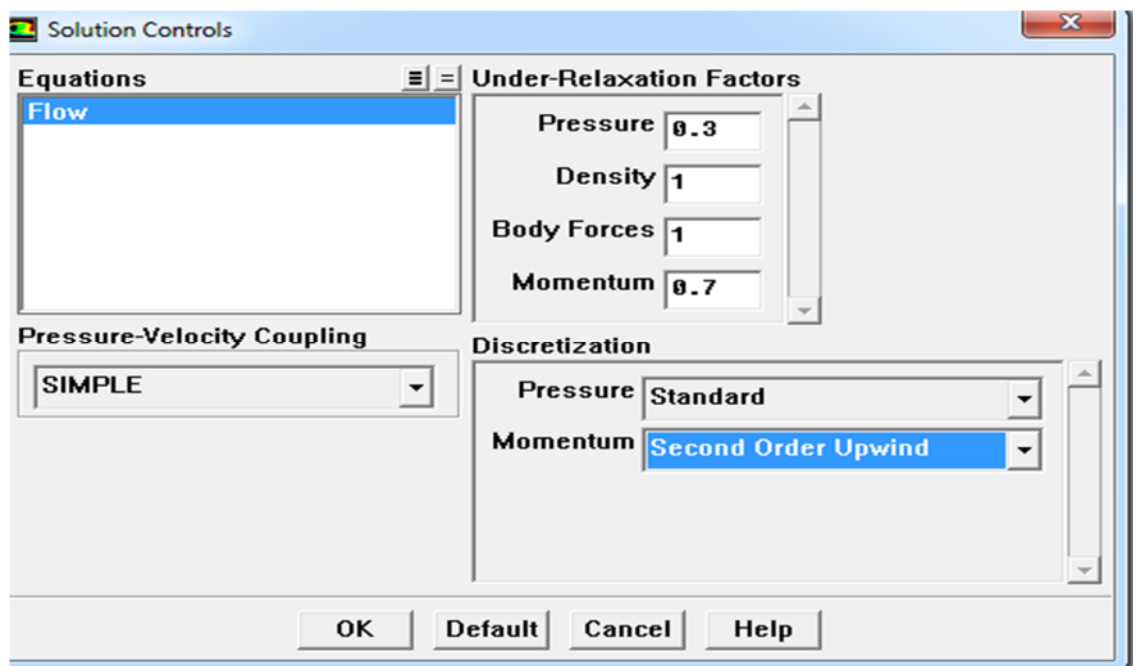 Solution Controls
Equations
Flow
Under-Relaxation Factors
Pressure 0.3
Density 1
Body Forces 1
Momentum 0.7
Pressure-Velocity Coupling
SIMPLE
Discretization
Pressure Standard
Momentum Second Order Upwind
OK Default Cancel Help